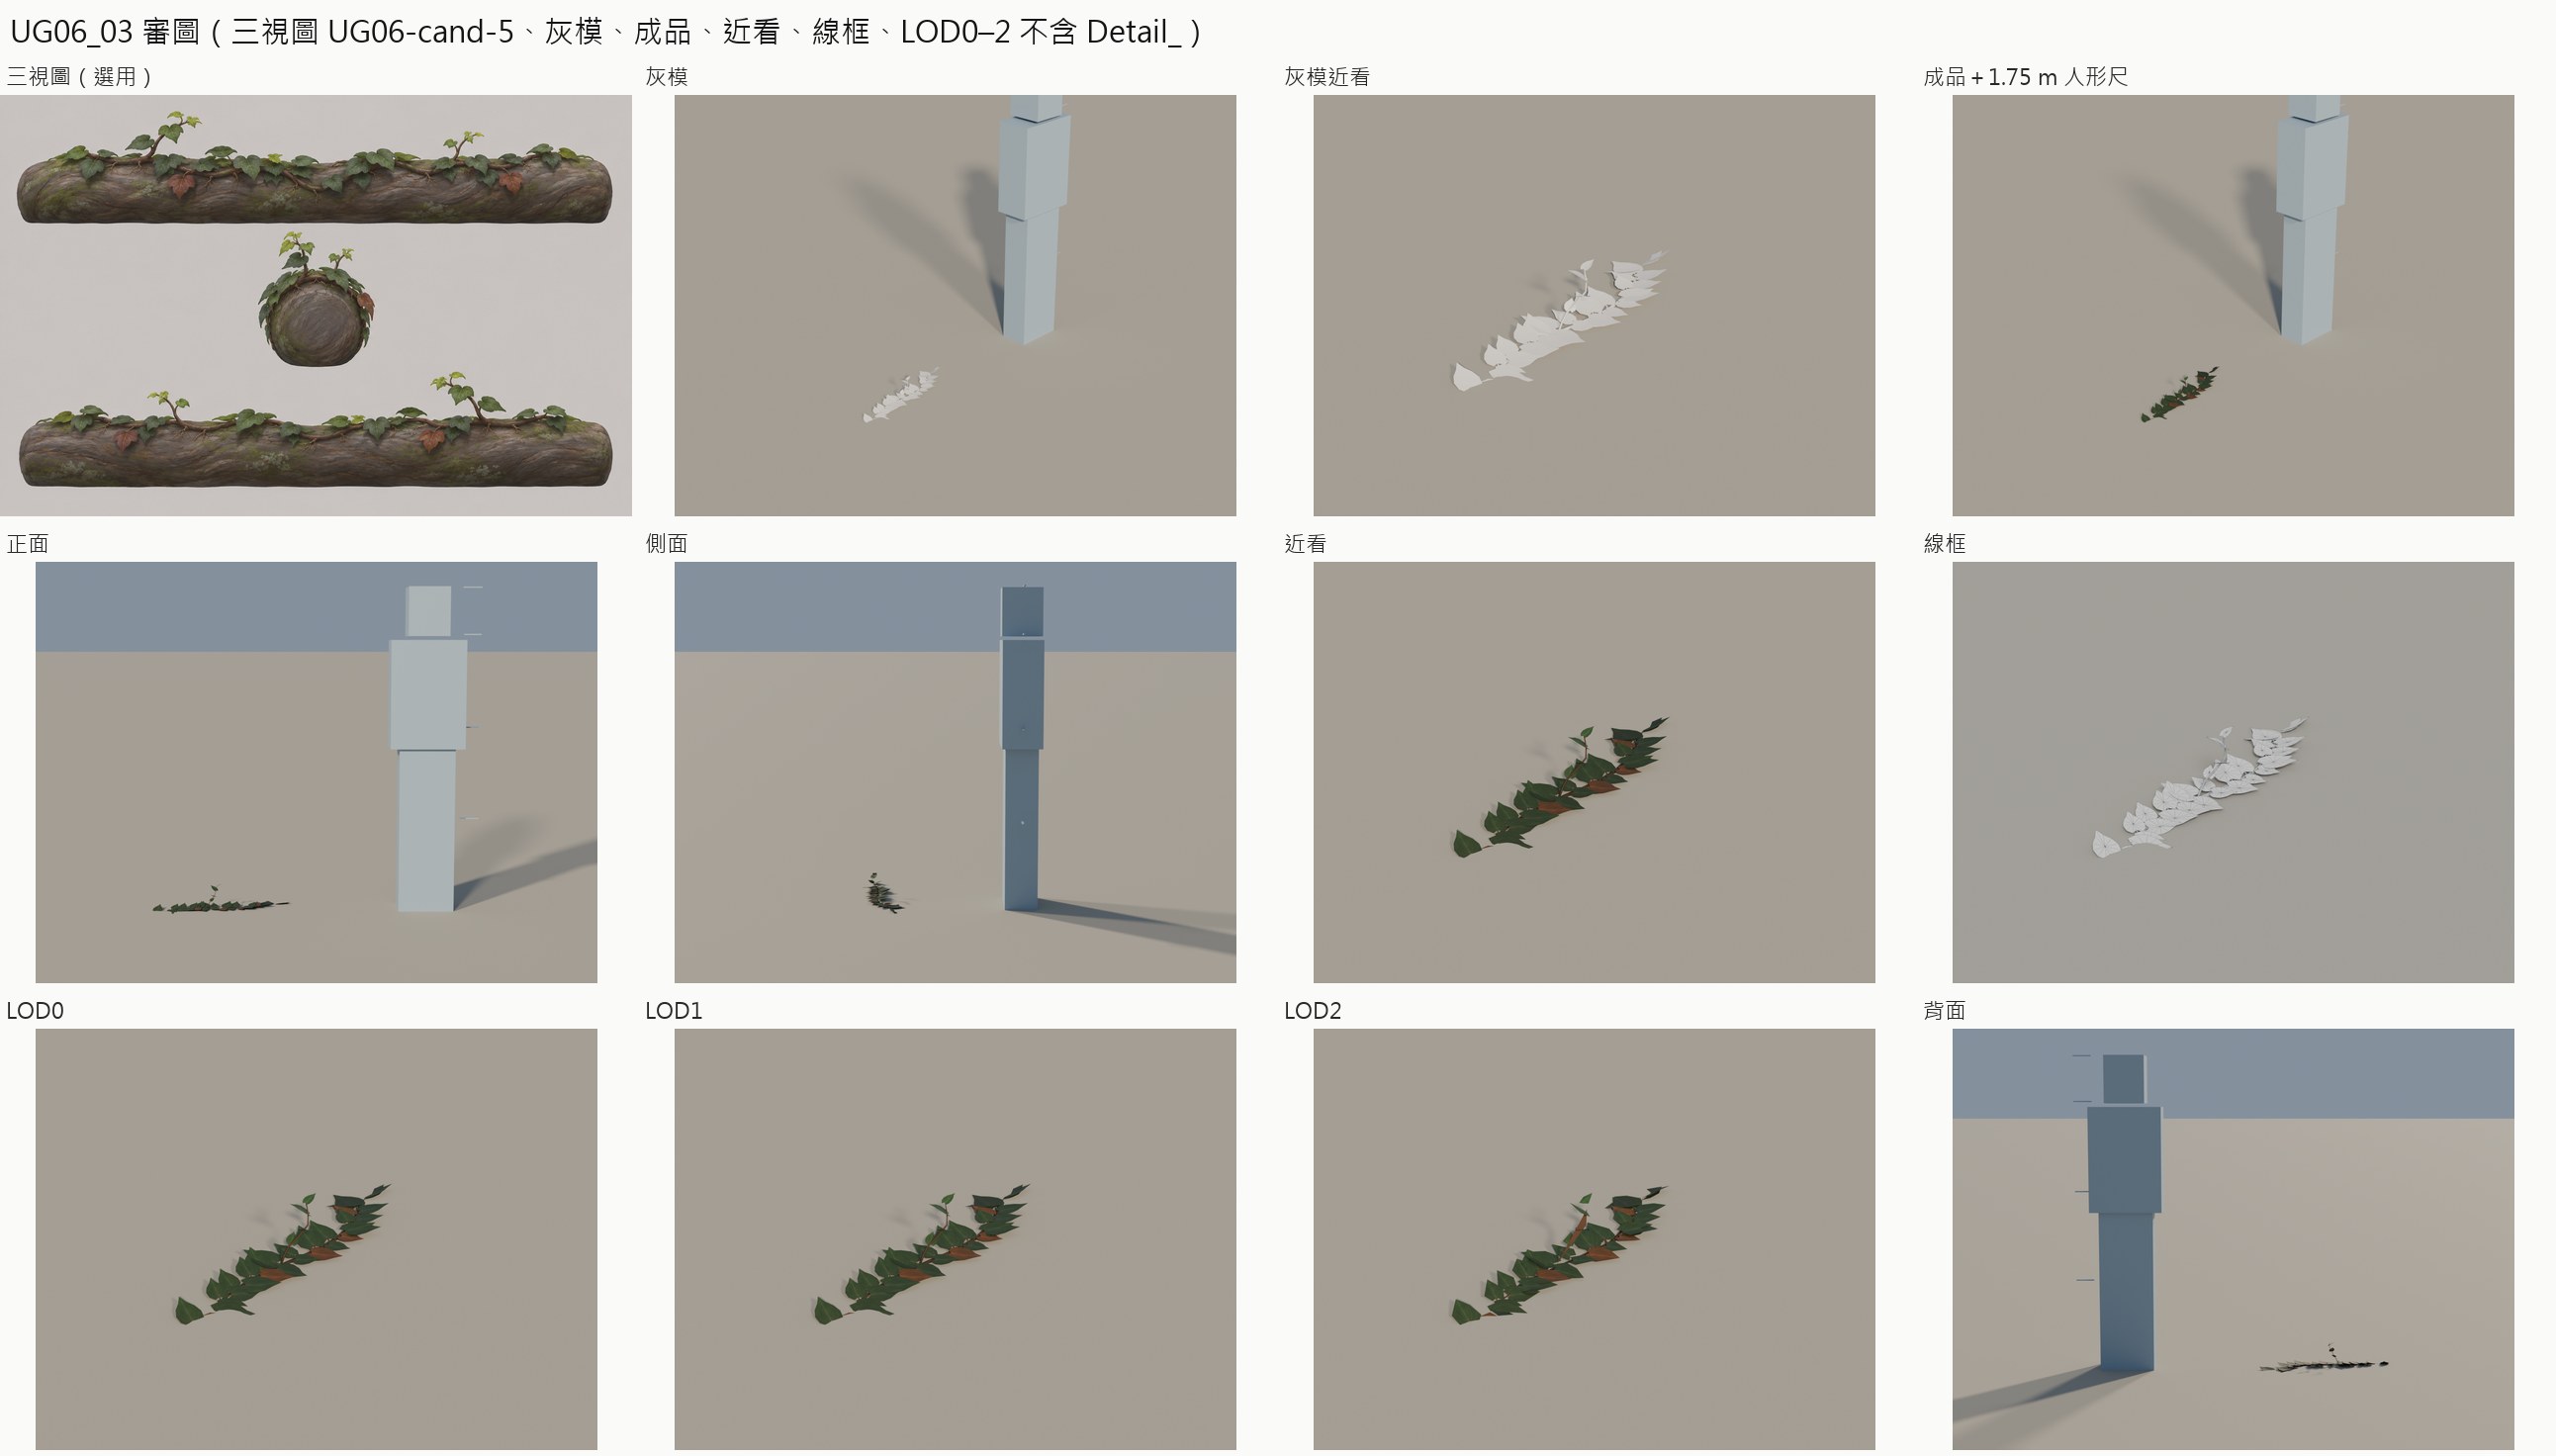 UG06_03 審圖（三視圖 UG06-cand-5、灰模、成品、近看、線框、LOD0–2 不含 Detail_）
三視圖（選用）
灰模
灰模近看
成品＋1.75 m 人形尺
正面
側面
近看
線框
LOD0
LOD1
LOD2
背面